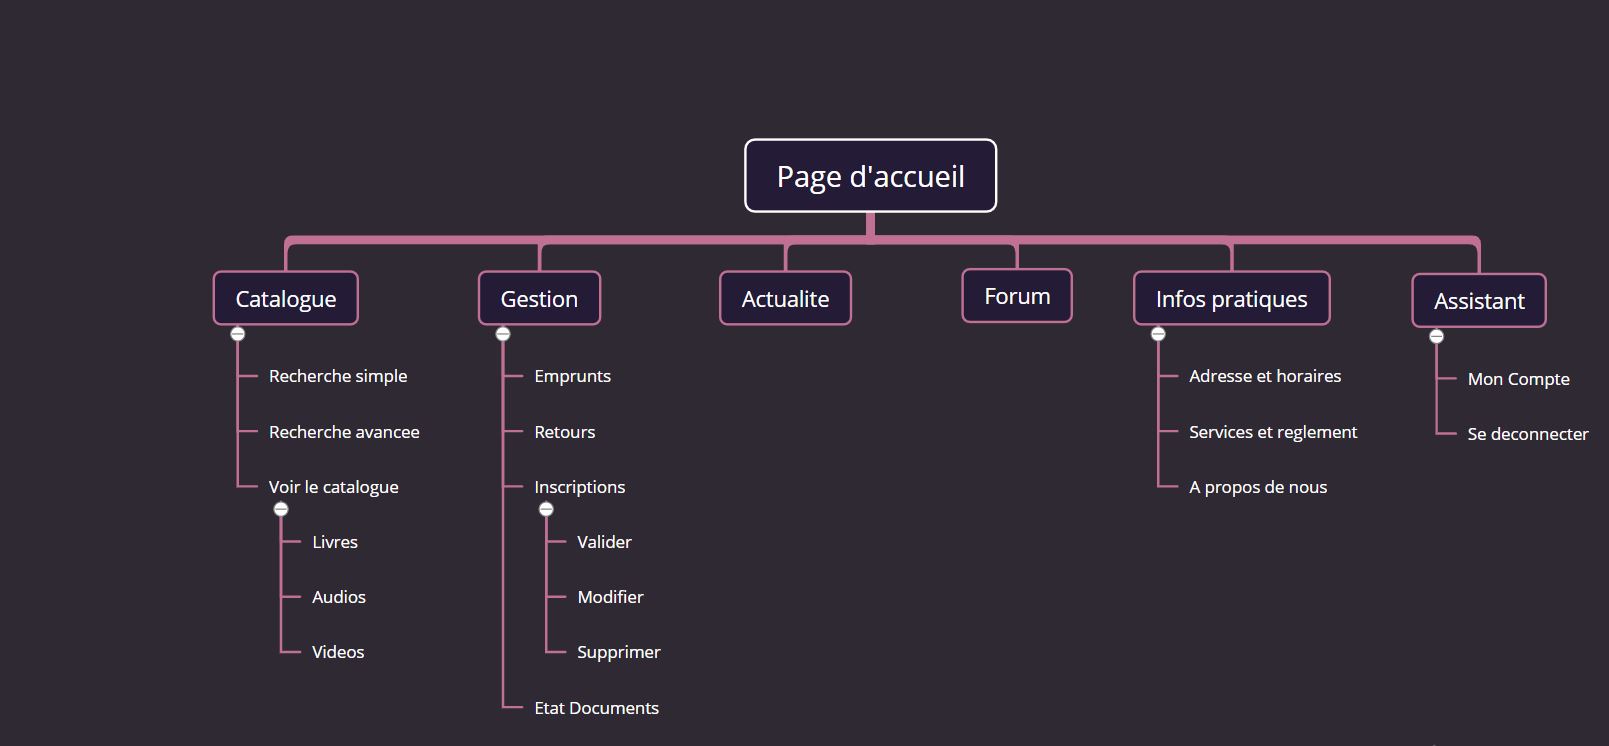 Page d'accueil
Catalogue
Recherche simple
Recherche avancee
Voir le catalogue
Livres
Audios
Videos
Gestion
Emprunts
Retours
Inscriptions
Valider
Modifier
Supprimer
Etat Documents
Actualite
Forum
Infos pratiques
Adresse et horaires
Services et reglement
A propos de nous
Assistant
Mon Compte
Se deconnecter